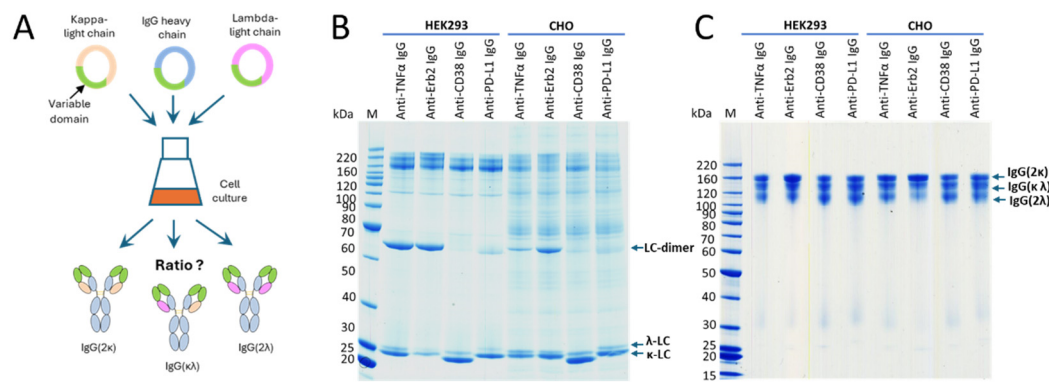 A
Kappa-
light chain
IgG heavy
chain
Lambda-
light chain
Variable
domain
Cell
culture
Ratio ?
IgG(2κ)
IgG(κλ)
IgG(2λ)
B
HEK293
CHO
kDa
M
Anti-TNFα IgG
Anti-Erb2 IgG
Anti-CD38 IgG
Anti-PD-L1 IgG
Anti-TNFα IgG
Anti-Erb2 IgG
Anti-CD38 IgG
Anti-PD-L1 IgG
220
160
120
100
90
80
70
60
50
40
30
25
20
LC-dimer
λ-LC
κ-LC
C
HEK293
CHO
kDa
M
Anti-TNFα IgG
Anti-Erb2 IgG
Anti-CD38 IgG
Anti-PD-L1 IgG
Anti-TNFα IgG
Anti-Erb2 IgG
Anti-CD38 IgG
Anti-PD-L1 IgG
220
160
120
100
90
80
70
60
50
40
30
25
20
15
IgG(2κ)
IgG(κ λ)
IgG(2λ)